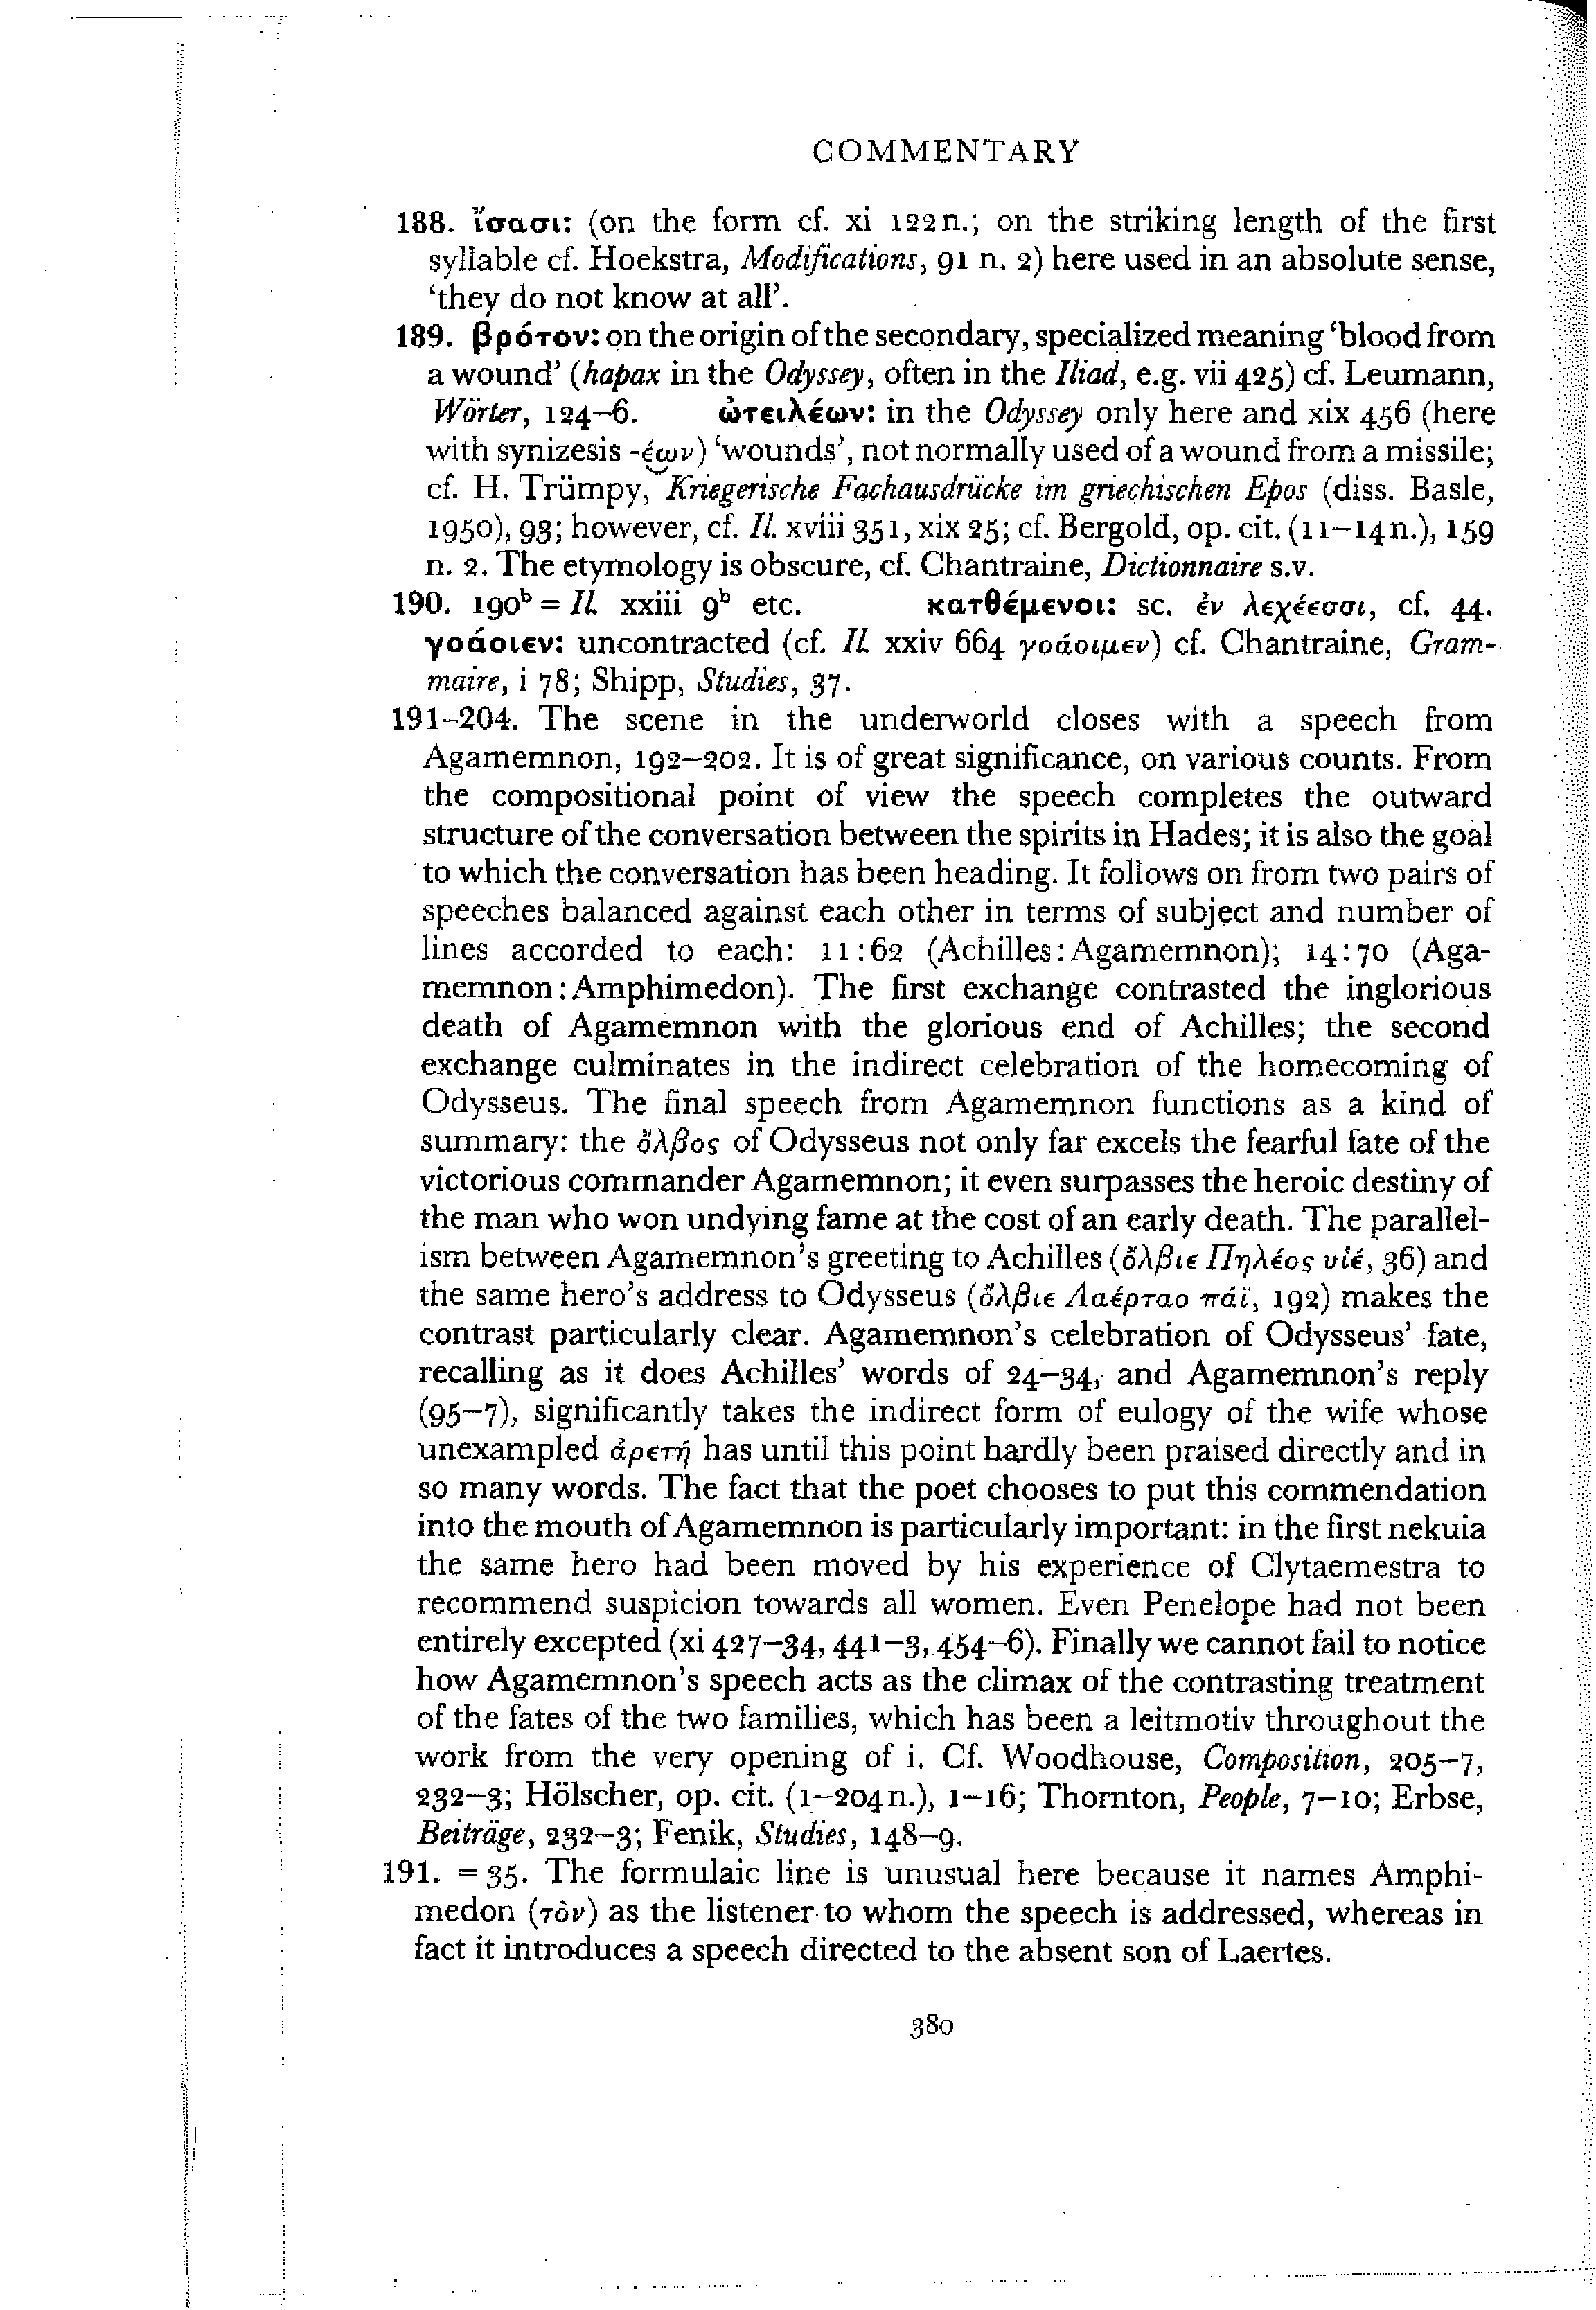 COMMENTARY
188. ἴσασι: (on the form cf. xi 122 n.; on the striking length of the first
syllable cf. Hoekstra, Modifications, 91 n. 2) here used in an absolute sense,
‘they do not know at all’.
189. βρότον: on the origin of the secondary, specialized meaning ‘blood from
a wound’ (hapax in the Odyssey, often in the Iliad, e.g. vii 425) cf. Leumann,
Wörter, 124–6. ὠτειλέων: in the Odyssey only here and xix 456 (here
with synizesis -έ͜ων) ‘wounds’, not normally used of a wound from a missile;
cf. H. Trümpy, Kriegerische Fachausdrücke im griechischen Epos (diss. Basle,
1950), 93; however, cf. Il. xviii 351, xix 25; cf. Bergold, op. cit. (11–14 n.), 159
n. 2. The etymology is obscure, cf. Chantraine, Dictionnaire s.v.
190. 190ᵇ = Il. xxiii 9ᵇ etc. κατθέμενοι: sc. ἐν λεχέεσσι, cf. 44.
γοάοιεν: uncontracted (cf. Il. xxiv 664 γοάοιμεν) cf. Chantraine, Gram-
maire, i 78; Shipp, Studies, 37.
191–204. The scene in the underworld closes with a speech from
Agamemnon, 192–202. It is of great significance, on various counts. From
the compositional point of view the speech completes the outward
structure of the conversation between the spirits in Hades; it is also the goal
to which the conversation has been heading. It follows on from two pairs of
speeches balanced against each other in terms of subject and number of
lines accorded to each: 11:62 (Achilles: Agamemnon); 14:70 (Aga-
memnon: Amphimedon). The first exchange contrasted the inglorious
death of Agamemnon with the glorious end of Achilles; the second
exchange culminates in the indirect celebration of the homecoming of
Odysseus. The final speech from Agamemnon functions as a kind of
summary: the ὄλβος of Odysseus not only far excels the fearful fate of the
victorious commander Agamemnon; it even surpasses the heroic destiny of
the man who won undying fame at the cost of an early death. The parallel-
ism between Agamemnon’s greeting to Achilles (ὄλβιε Πηλέος υἱέ, 36) and
the same hero’s address to Odysseus (ὄλβιε Λαέρταο πάϊ, 192) makes the
contrast particularly clear. Agamemnon’s celebration of Odysseus’ fate,
recalling as it does Achilles’ words of 24–34, and Agamemnon’s reply
(95–7), significantly takes the indirect form of eulogy of the wife whose
unexampled ἀρετή has until this point hardly been praised directly and in
so many words. The fact that the poet chooses to put this commendation
into the mouth of Agamemnon is particularly important: in the first nekuia
the same hero had been moved by his experience of Clytaemestra to
recommend suspicion towards all women. Even Penelope had not been
entirely excepted (xi 427–34, 441–3, 454–6). Finally we cannot fail to notice
how Agamemnon’s speech acts as the climax of the contrasting treatment
of the fates of the two families, which has been a leitmotiv throughout the
work from the very opening of i. Cf. Woodhouse, Composition, 205–7,
232–3; Hölscher, op. cit. (1–204 n.), 1–16; Thornton, People, 7–10; Erbse,
Beiträge, 232–3; Fenik, Studies, 148–9.
191. = 35. The formulaic line is unusual here because it names Amphi-
medon (τὸν) as the listener to whom the speech is addressed, whereas in
fact it introduces a speech directed to the absent son of Laertes.
380